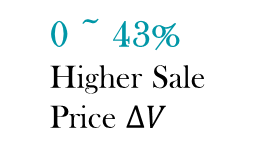 0 ~ 43%
Higher Sale
Price ΔV